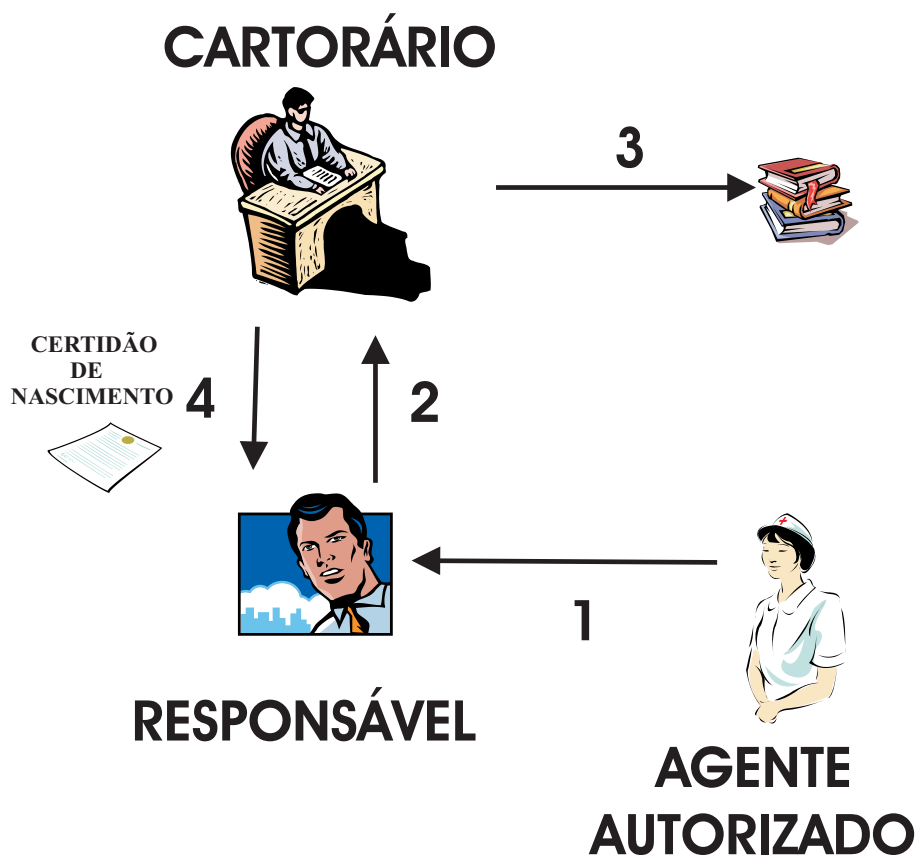 CARTORÁRIO
3
CERTIDÃO
DE
NASCIMENTO
4
2
1
RESPONSÁVEL
AGENTE
AUTORIZADO